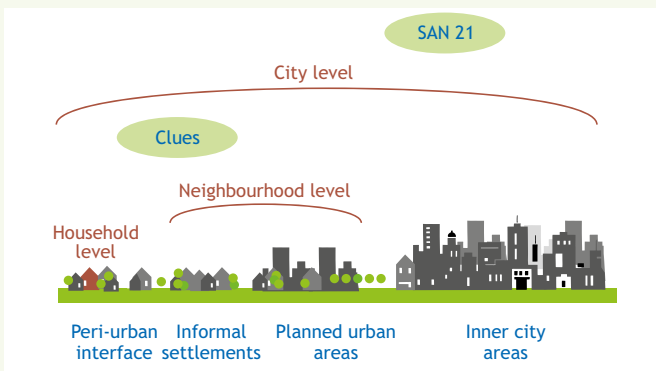 SAN 21
City level
Clues
Neighbourhood level
Household
level
Peri-urban
interface
Informal
settlements
Planned urban
areas
Inner city
areas